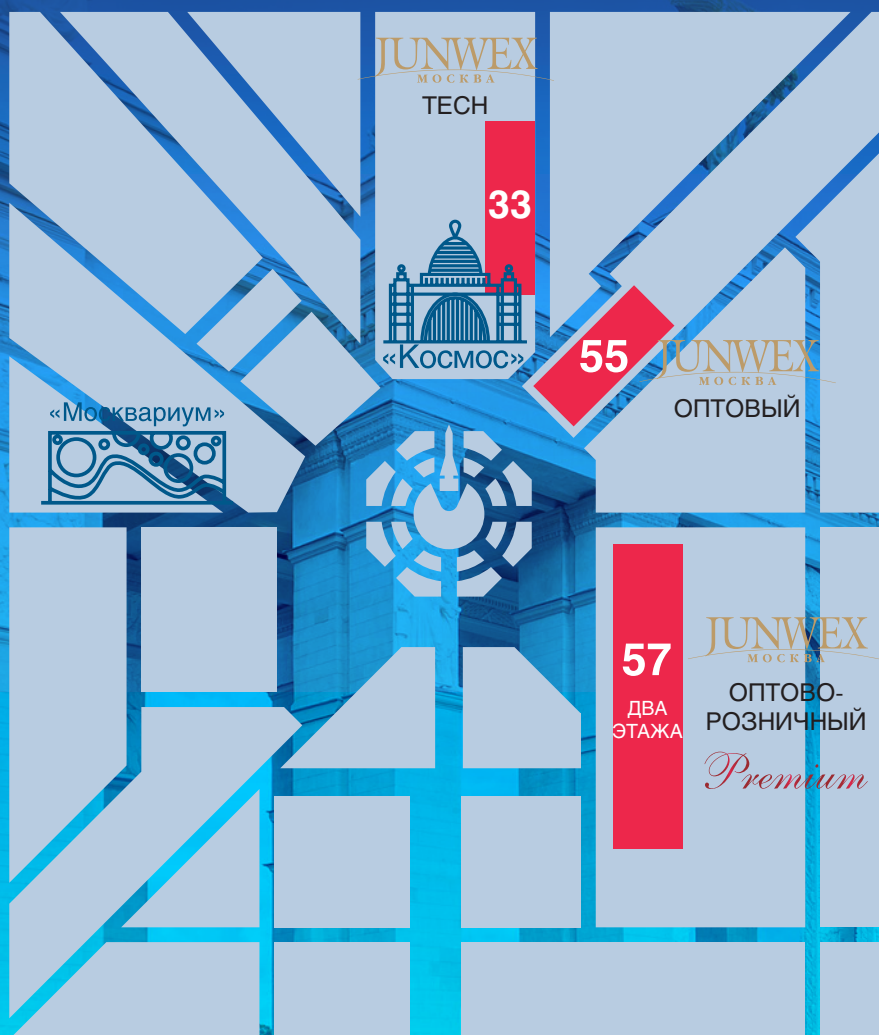 JUNWEX
МОСКВА
TECH
33
«Космос»
55
JUNWEX
МОСКВА
ОПТОВЫЙ
«Москвариум»
57
ДВА
ЭТАЖА
JUNWEX
МОСКВА
ОПТОВО-
РОЗНИЧНЫЙ
Premium